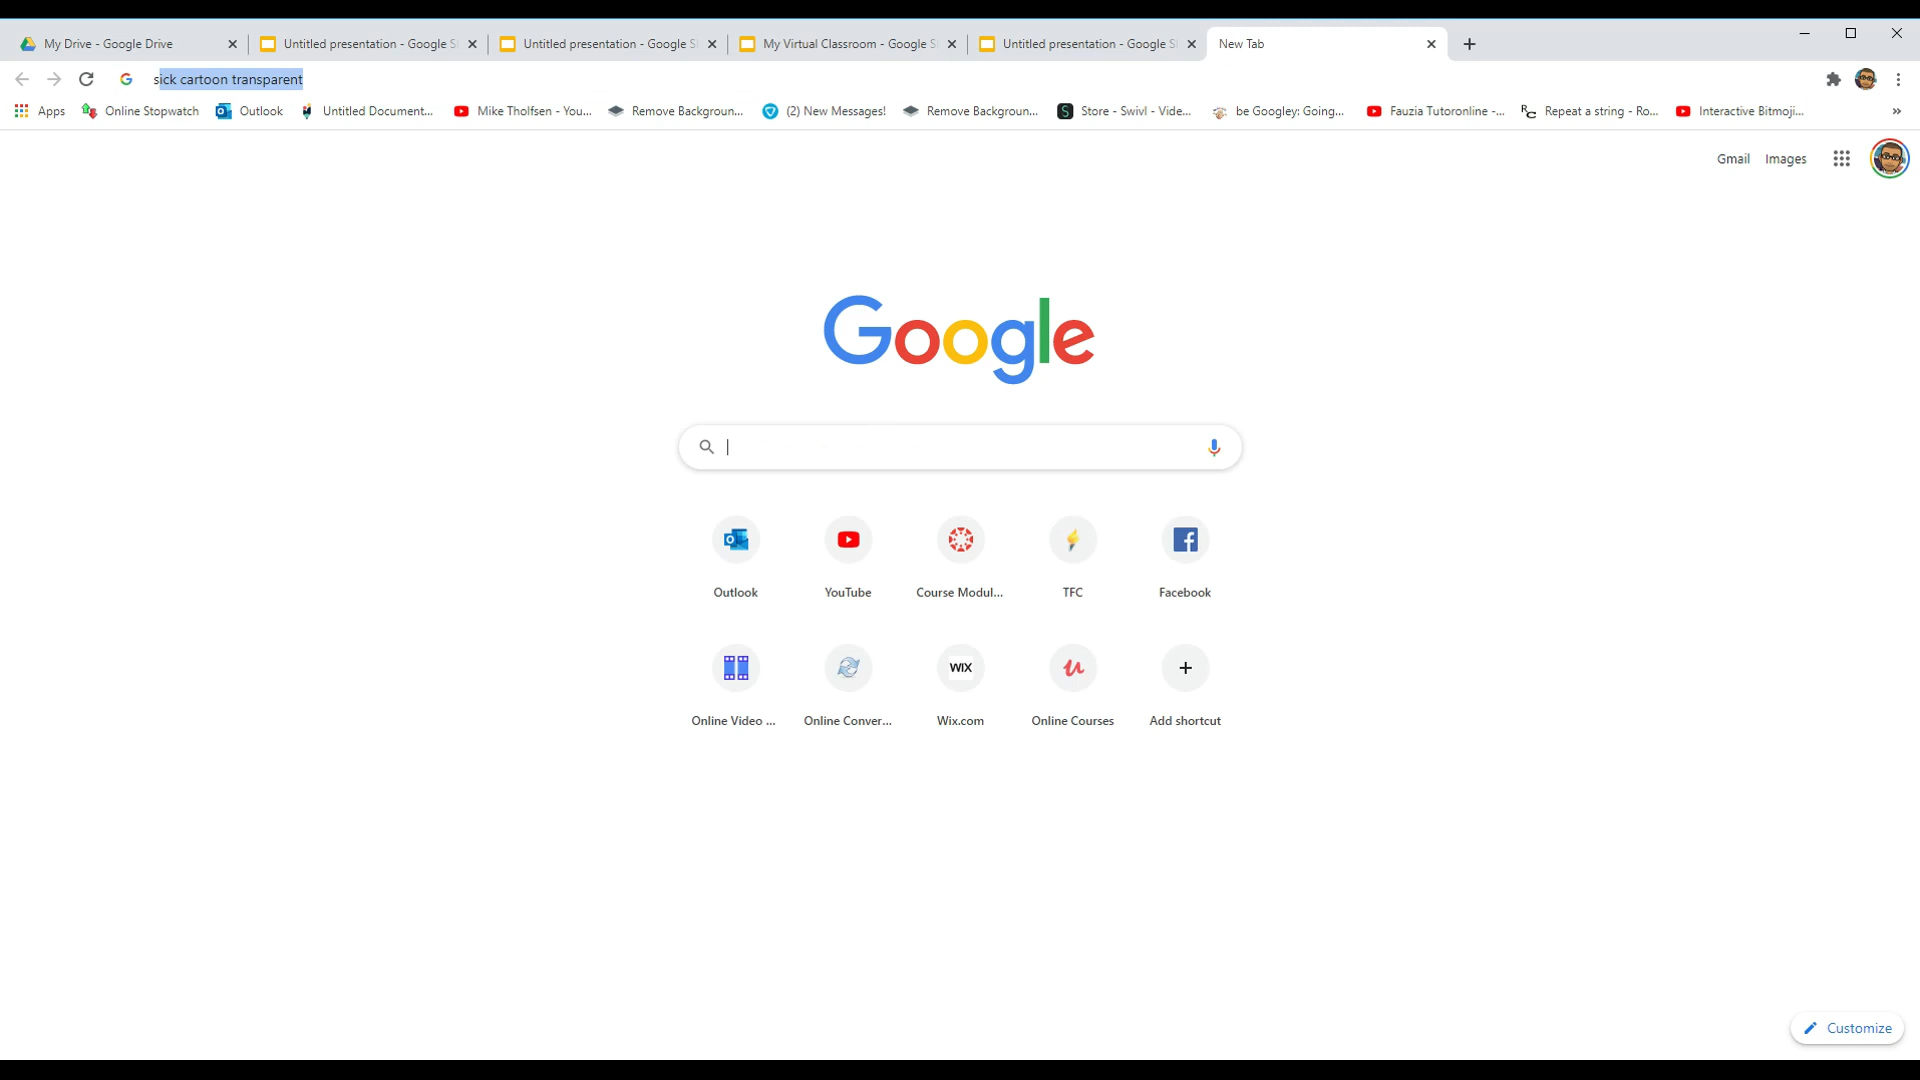 My Drive - Google Drive
Untitled presentation - Google S
Untitled presentation - Google S
My Virtual Classroom - Google S
Untitled presentation - Google S
New Tab
sick cartoon transparent
Apps
Online Stopwatch
Outlook
Untitled Document...
Mike Tholfsen - You...
Remove Backgroun...
(2) New Messages!
Remove Backgroun...
Store - Swivl - Vide...
be Googley: Going...
Fauzia Tutoronline -...
Repeat a string - Ro...
Interactive Bitmoji...
»
Gmail
Images
Google
Outlook
YouTube
Course Modul...
TFC
Facebook
WIX
Online Video ...
Online Conver...
Wix.com
Online Courses
Add shortcut
Customize